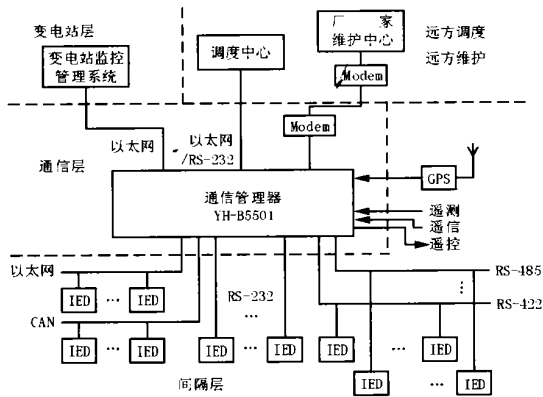 变电站层
变电站监控
管理系统
调度中心
厂 家
维护中心
远方调度
远方维护
Modem
以太网
以太网
/RS-232
Modem
通信层
GPS
通信管理器
YH-B5501
遥测
遥信
遥控
以太网
RS-485
IED … IED
RS-232
…
⋮
RS-422
CAN
IED … IED
IED … IED
IED … IED
间隔层
IED … IED